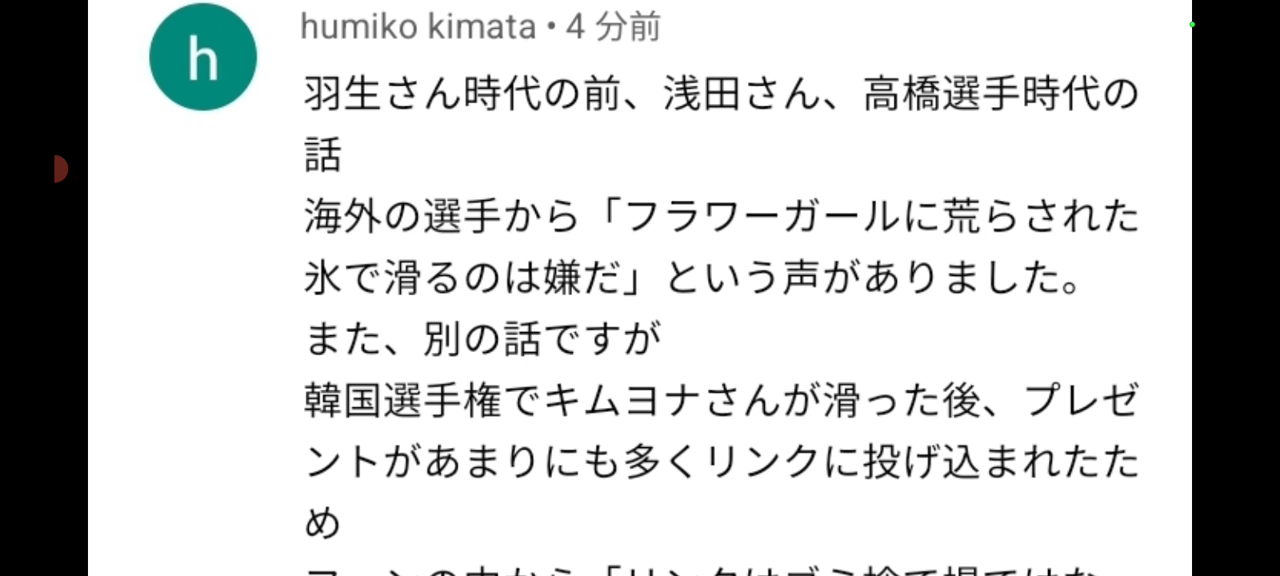 h
humiko kimata • 4 分前
羽生さん時代の前、浅田さん、高橋選手時代の
話
海外の選手から「フラワーガールに荒らされた
氷で滑るのは嫌だ」という声がありました。
また、別の話ですが
韓国選手権でキムヨナさんが滑った後、プレゼ
ントがあまりにも多くリンクに投げ込まれたた
め